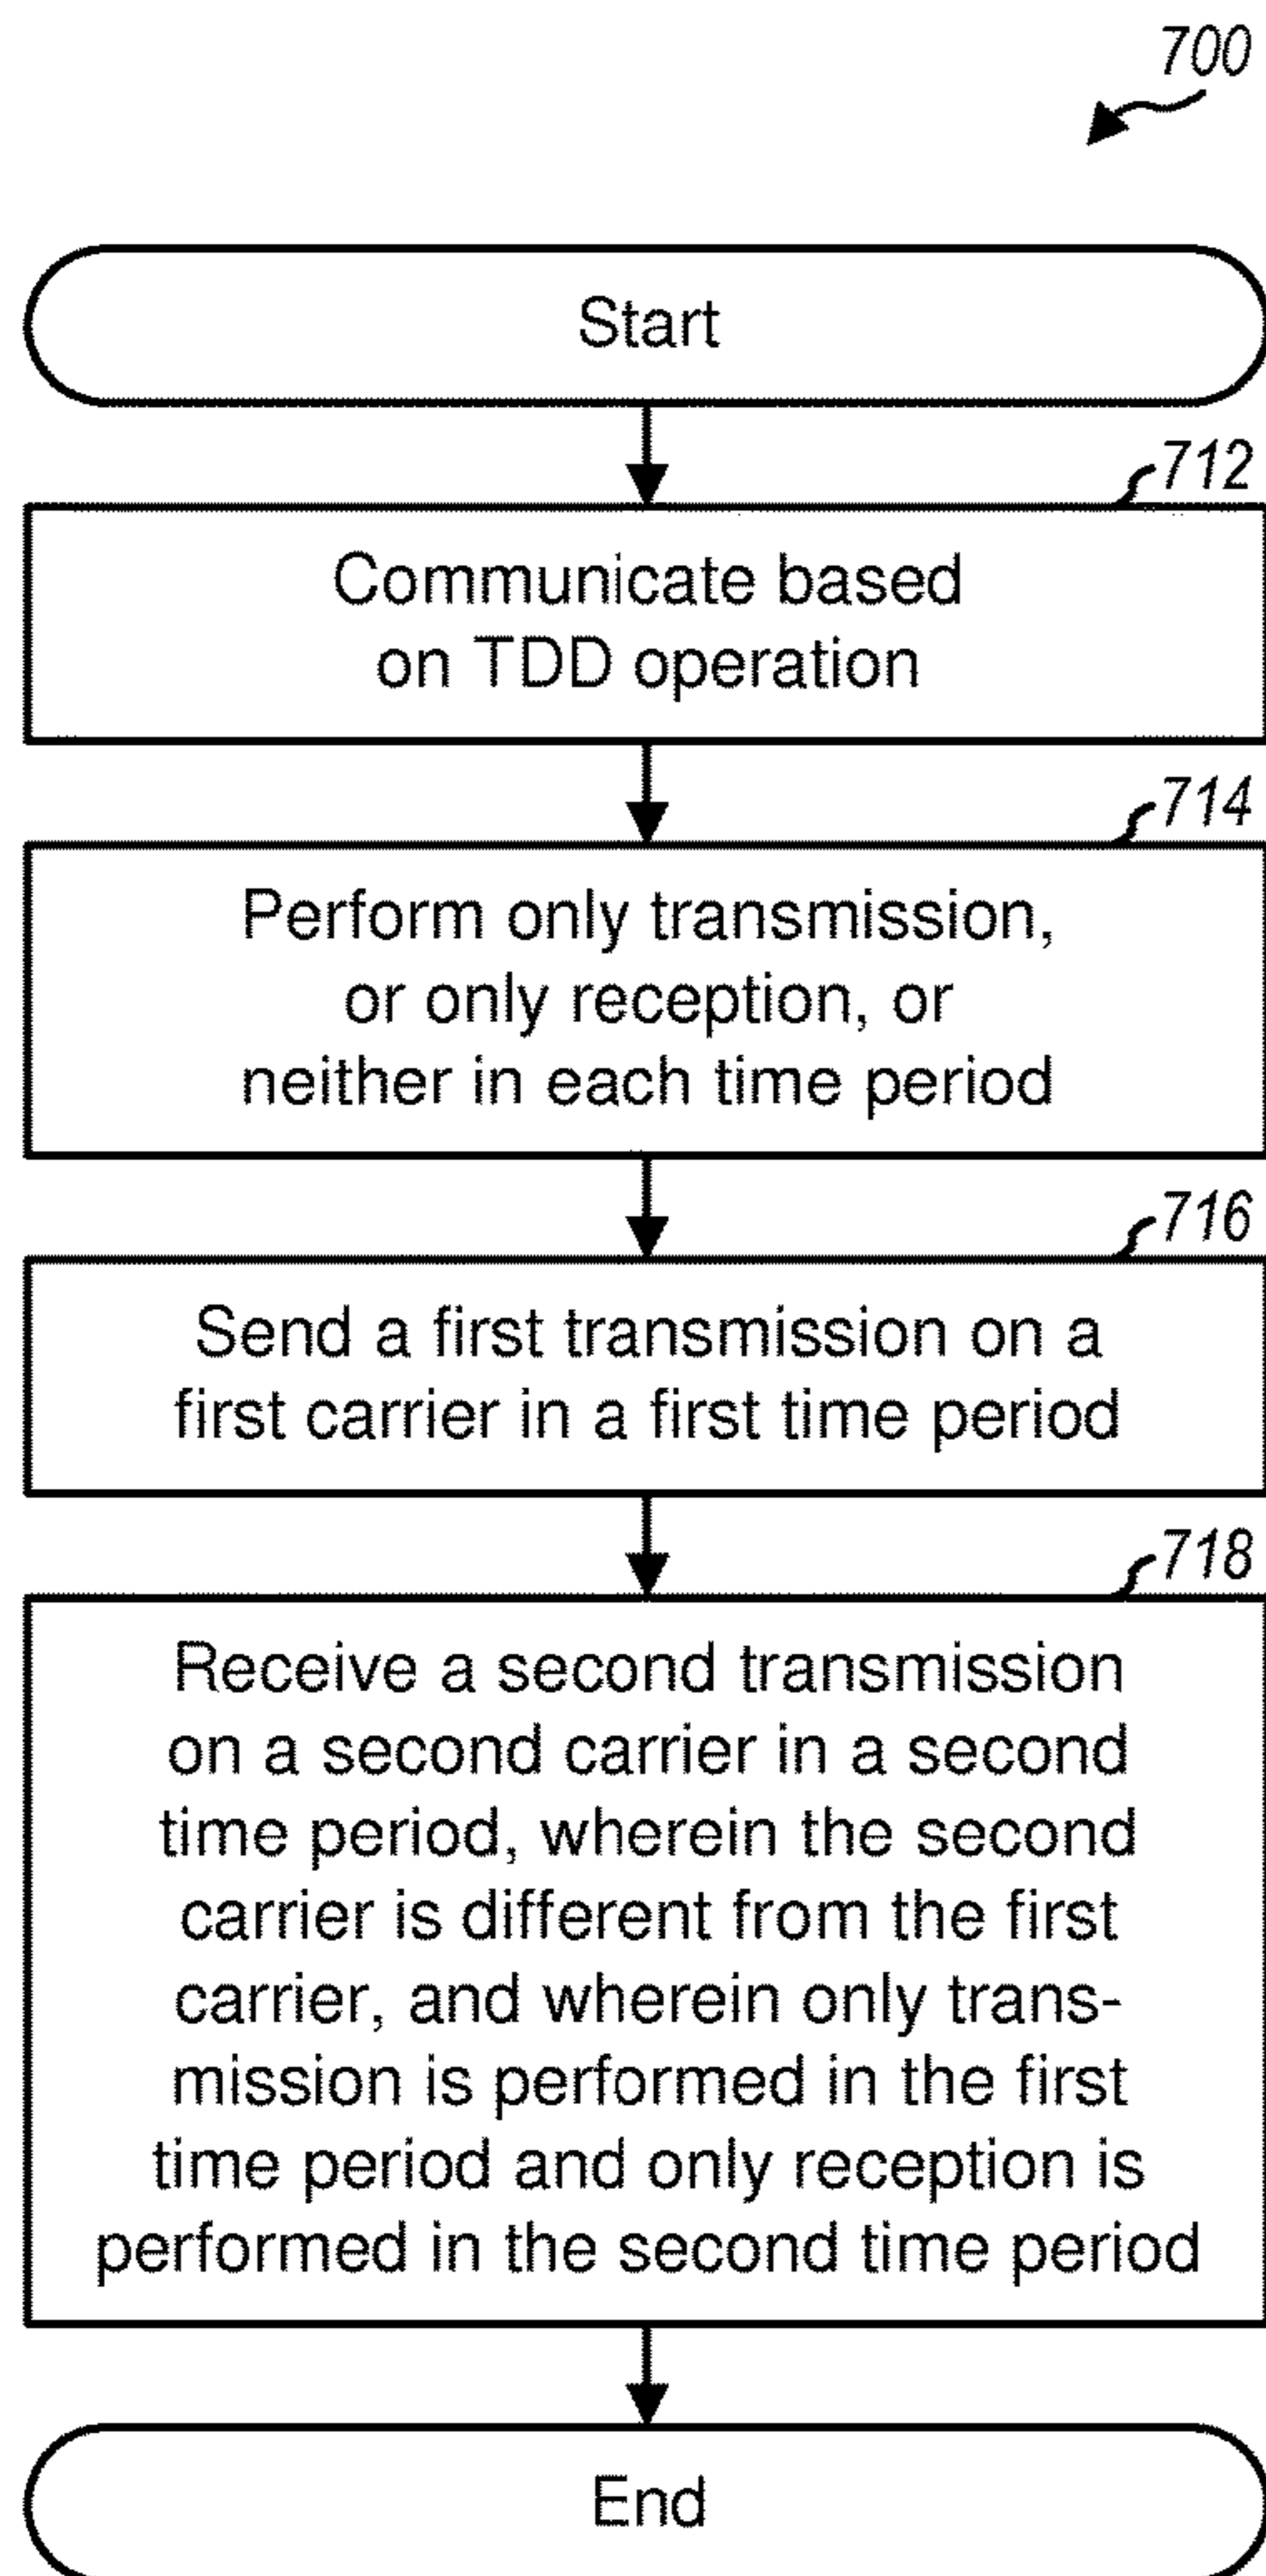 700
Start
712
Communicate based
on TDD operation
714
Perform only transmission,
or only reception, or
neither in each time period
716
Send a first transmission on a
first carrier in a first time period
718
Receive a second transmission
on a second carrier in a second
time period, wherein the second
carrier is different from the first
carrier, and wherein only trans-
mission is performed in the first
time period and only reception is
performed in the second time period
End